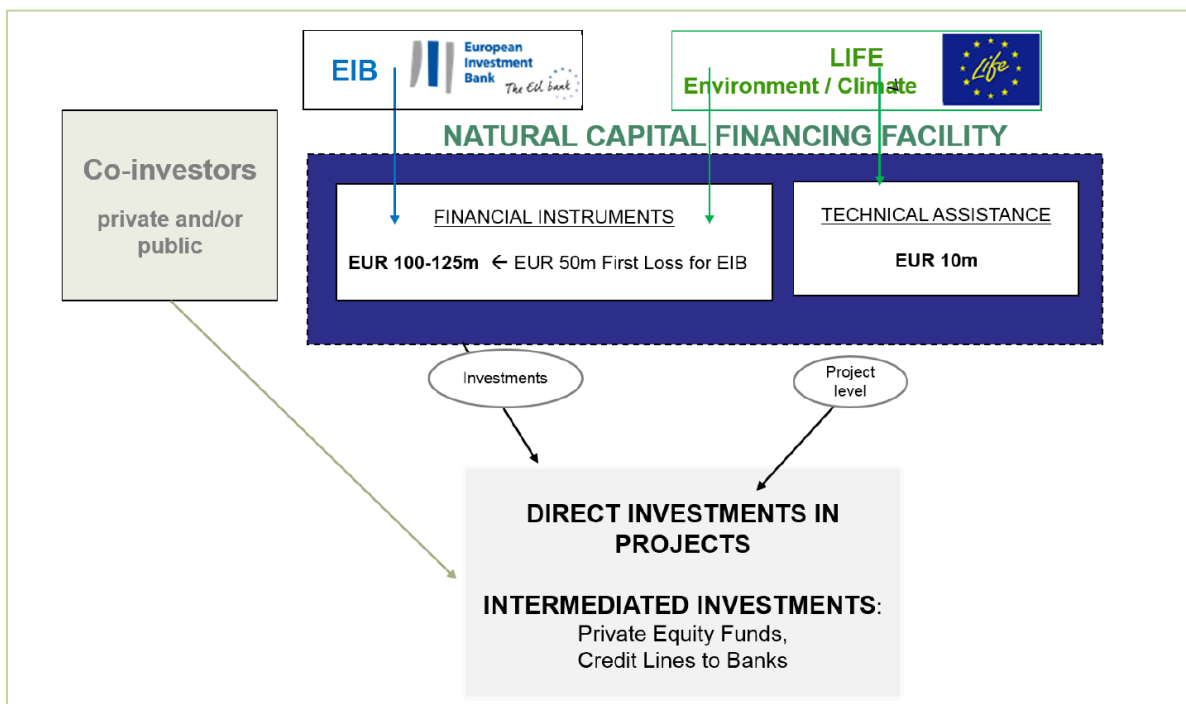 EIB
European
Investment
Bank
The EU bank
LIFE
Environment / Climate
Life
NATURAL CAPITAL FINANCING FACILITY
Co-investors
private and/or
public
FINANCIAL INSTRUMENTS
EUR 100-125m ← EUR 50m First Loss for EIB
TECHNICAL ASSISTANCE
EUR 10m
Investments
Project
level
DIRECT INVESTMENTS IN
PROJECTS
INTERMEDIATED INVESTMENTS:
Private Equity Funds,
Credit Lines to Banks